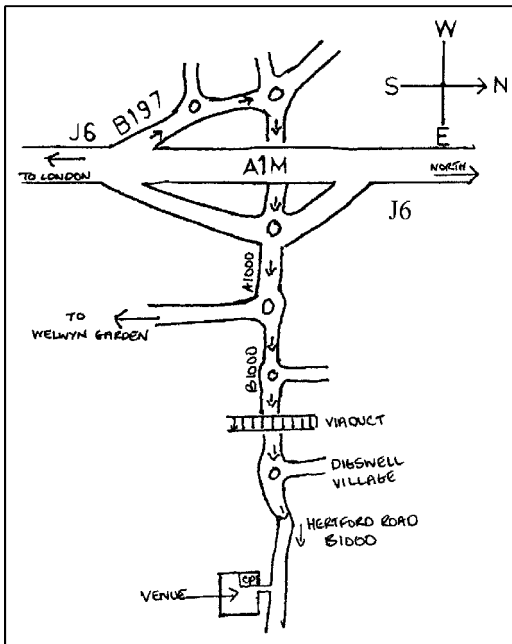 W
S
N
E
J6
B197
TO LONDON
A1M
NORTH
J6
A1000
TO
WELWYN GARDEN
B1000
VIADUCT
DIGSWELL
VILLAGE
HERTFORD ROAD
B1000
CP
VENUE